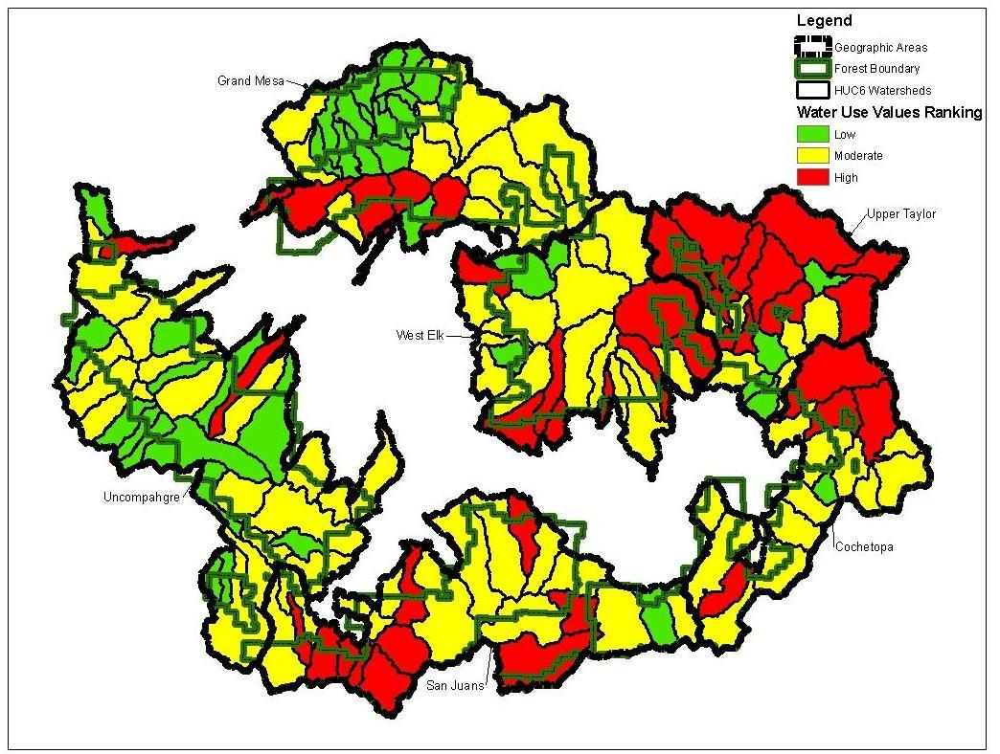 Legend
Geographic Areas
Forest Boundary
HUC6 Watersheds
Water Use Values Ranking
Low
Moderate
High
Grand Mesa
Upper Taylor
West Elk
Uncompahgre
Cochetopa
San Juans